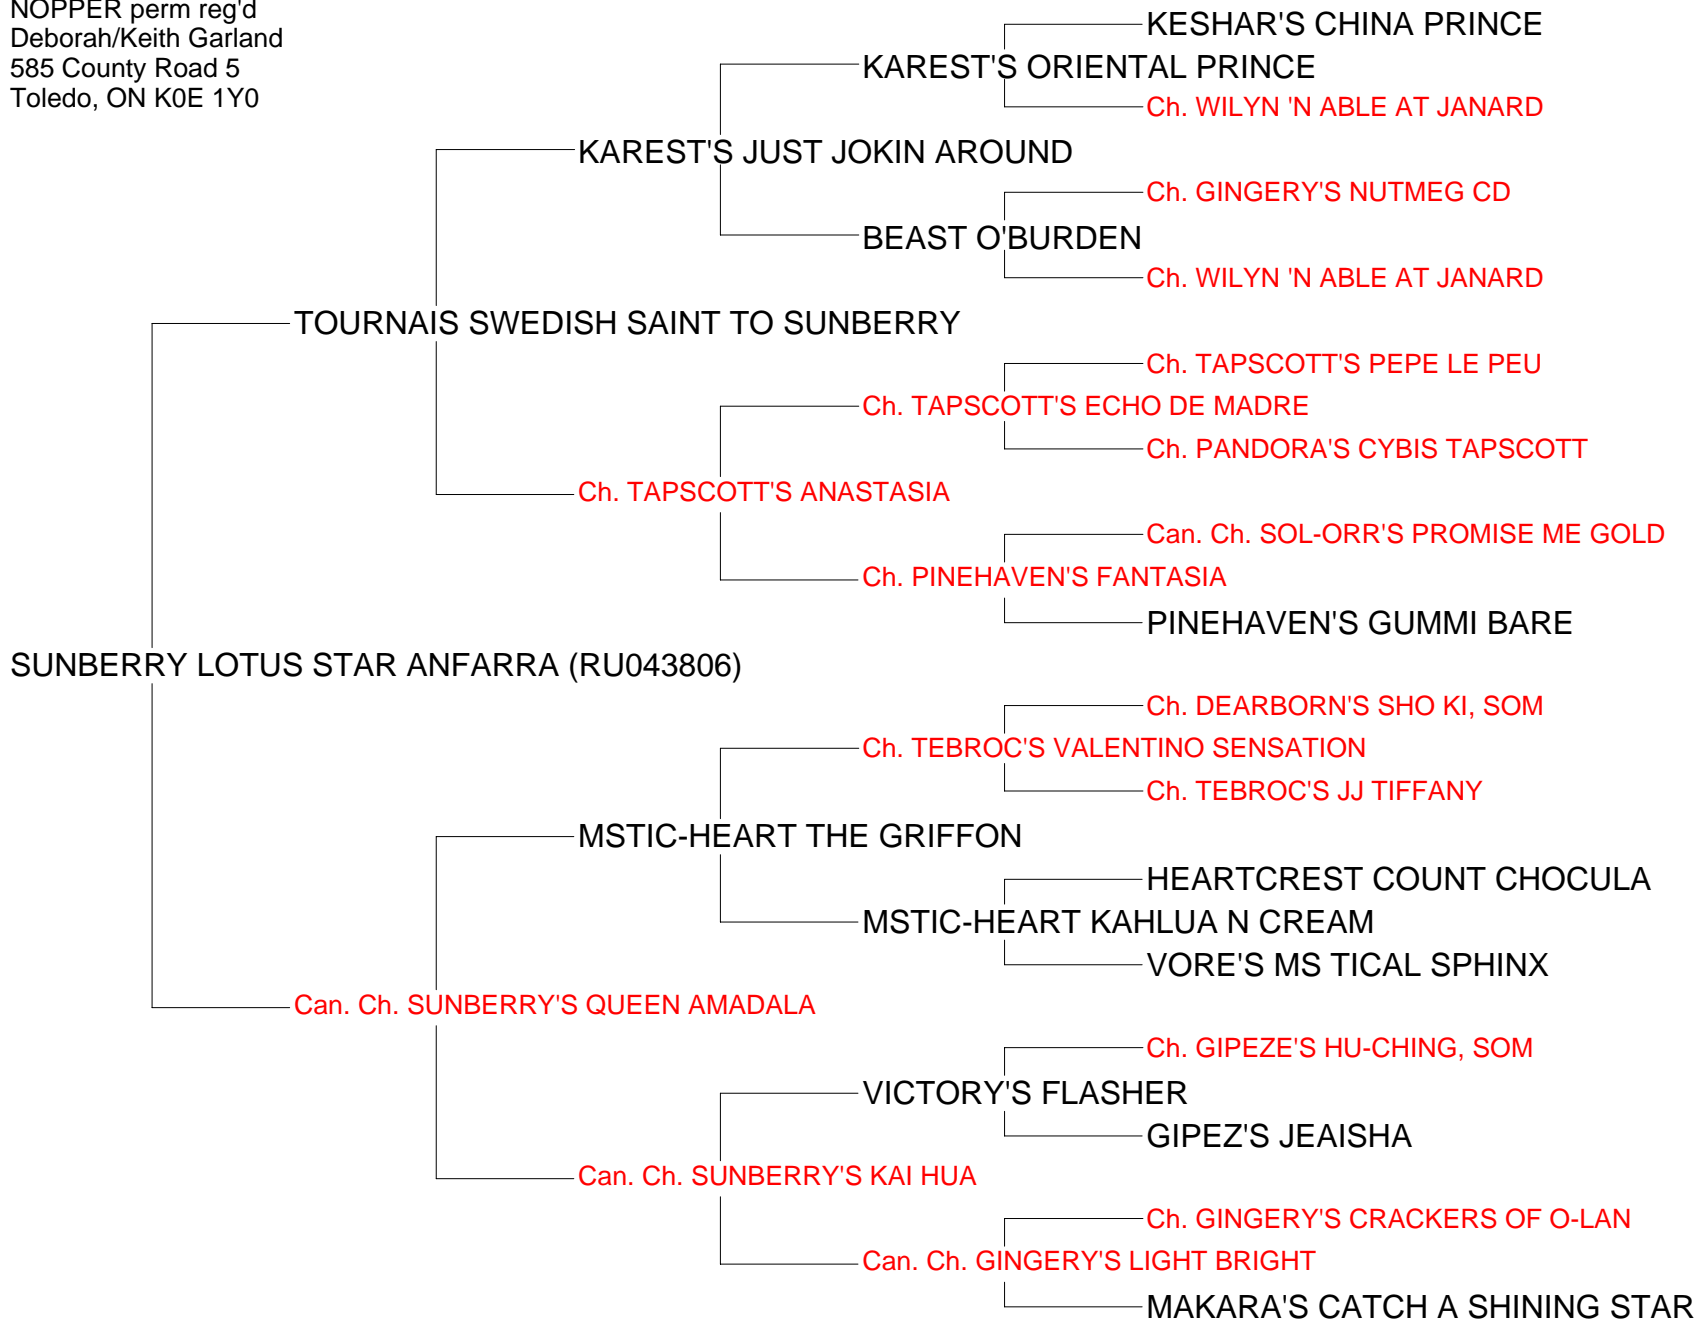 NOPPER perm reg'd
Deborah/Keith Garland
585 County Road 5
Toledo, ON K0E 1Y0
KESHAR'S CHINA PRINCE
KAREST'S ORIENTAL PRINCE
Ch. WILYN 'N ABLE AT JANARD
KAREST'S JUST JOKIN AROUND
Ch. GINGERY'S NUTMEG CD
BEAST O'BURDEN
Ch. WILYN 'N ABLE AT JANARD
TOURNAIS SWEDISH SAINT TO SUNBERRY
Ch. TAPSCOTT'S PEPE LE PEU
Ch. TAPSCOTT'S ECHO DE MADRE
Ch. PANDORA'S CYBIS TAPSCOTT
Ch. TAPSCOTT'S ANASTASIA
Can. Ch. SOL-ORR'S PROMISE ME GOLD
Ch. PINEHAVEN'S FANTASIA
PINEHAVEN'S GUMMI BARE
SUNBERRY LOTUS STAR ANFARRA (RU043806)
Ch. DEARBORN'S SHO KI, SOM
Ch. TEBROC'S VALENTINO SENSATION
Ch. TEBROC'S JJ TIFFANY
MSTIC-HEART THE GRIFFON
HEARTCREST COUNT CHOCULA
MSTIC-HEART KAHLUA N CREAM
VORE'S MS TICAL SPHINX
Can. Ch. SUNBERRY'S QUEEN AMADALA
Ch. GIPEZE'S HU-CHING, SOM
VICTORY'S FLASHER
GIPEZ'S JEAISHA
Can. Ch. SUNBERRY'S KAI HUA
Ch. GINGERY'S CRACKERS OF O-LAN
Can. Ch. GINGERY'S LIGHT BRIGHT
MAKARA'S CATCH A SHINING STAR